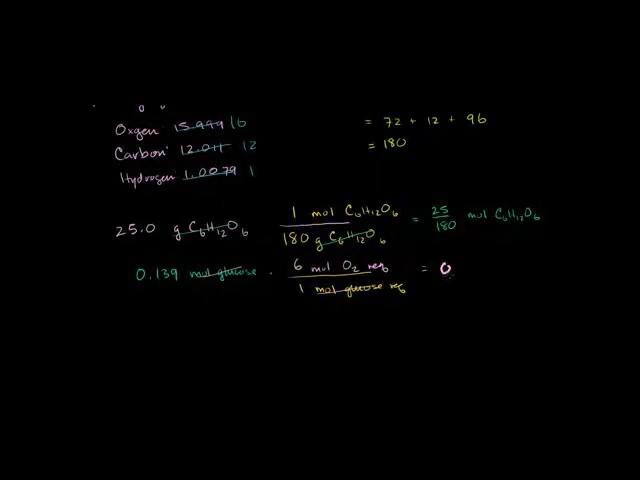 Oxygen: 15.999 16
Carbon: 12.011 12
Hydrogen: 1.0079 1
= 72 + 12 + 96
= 180
25.0 g C₆H₁₂O₆ 1 mol C₆H₁₂O₆ / 180 g C₆H₁₂O₆ = 25/180 mol C₆H₁₂O₆
0.139 mol glucose · 6 mol O₂ req / 1 mol glucose req = 0